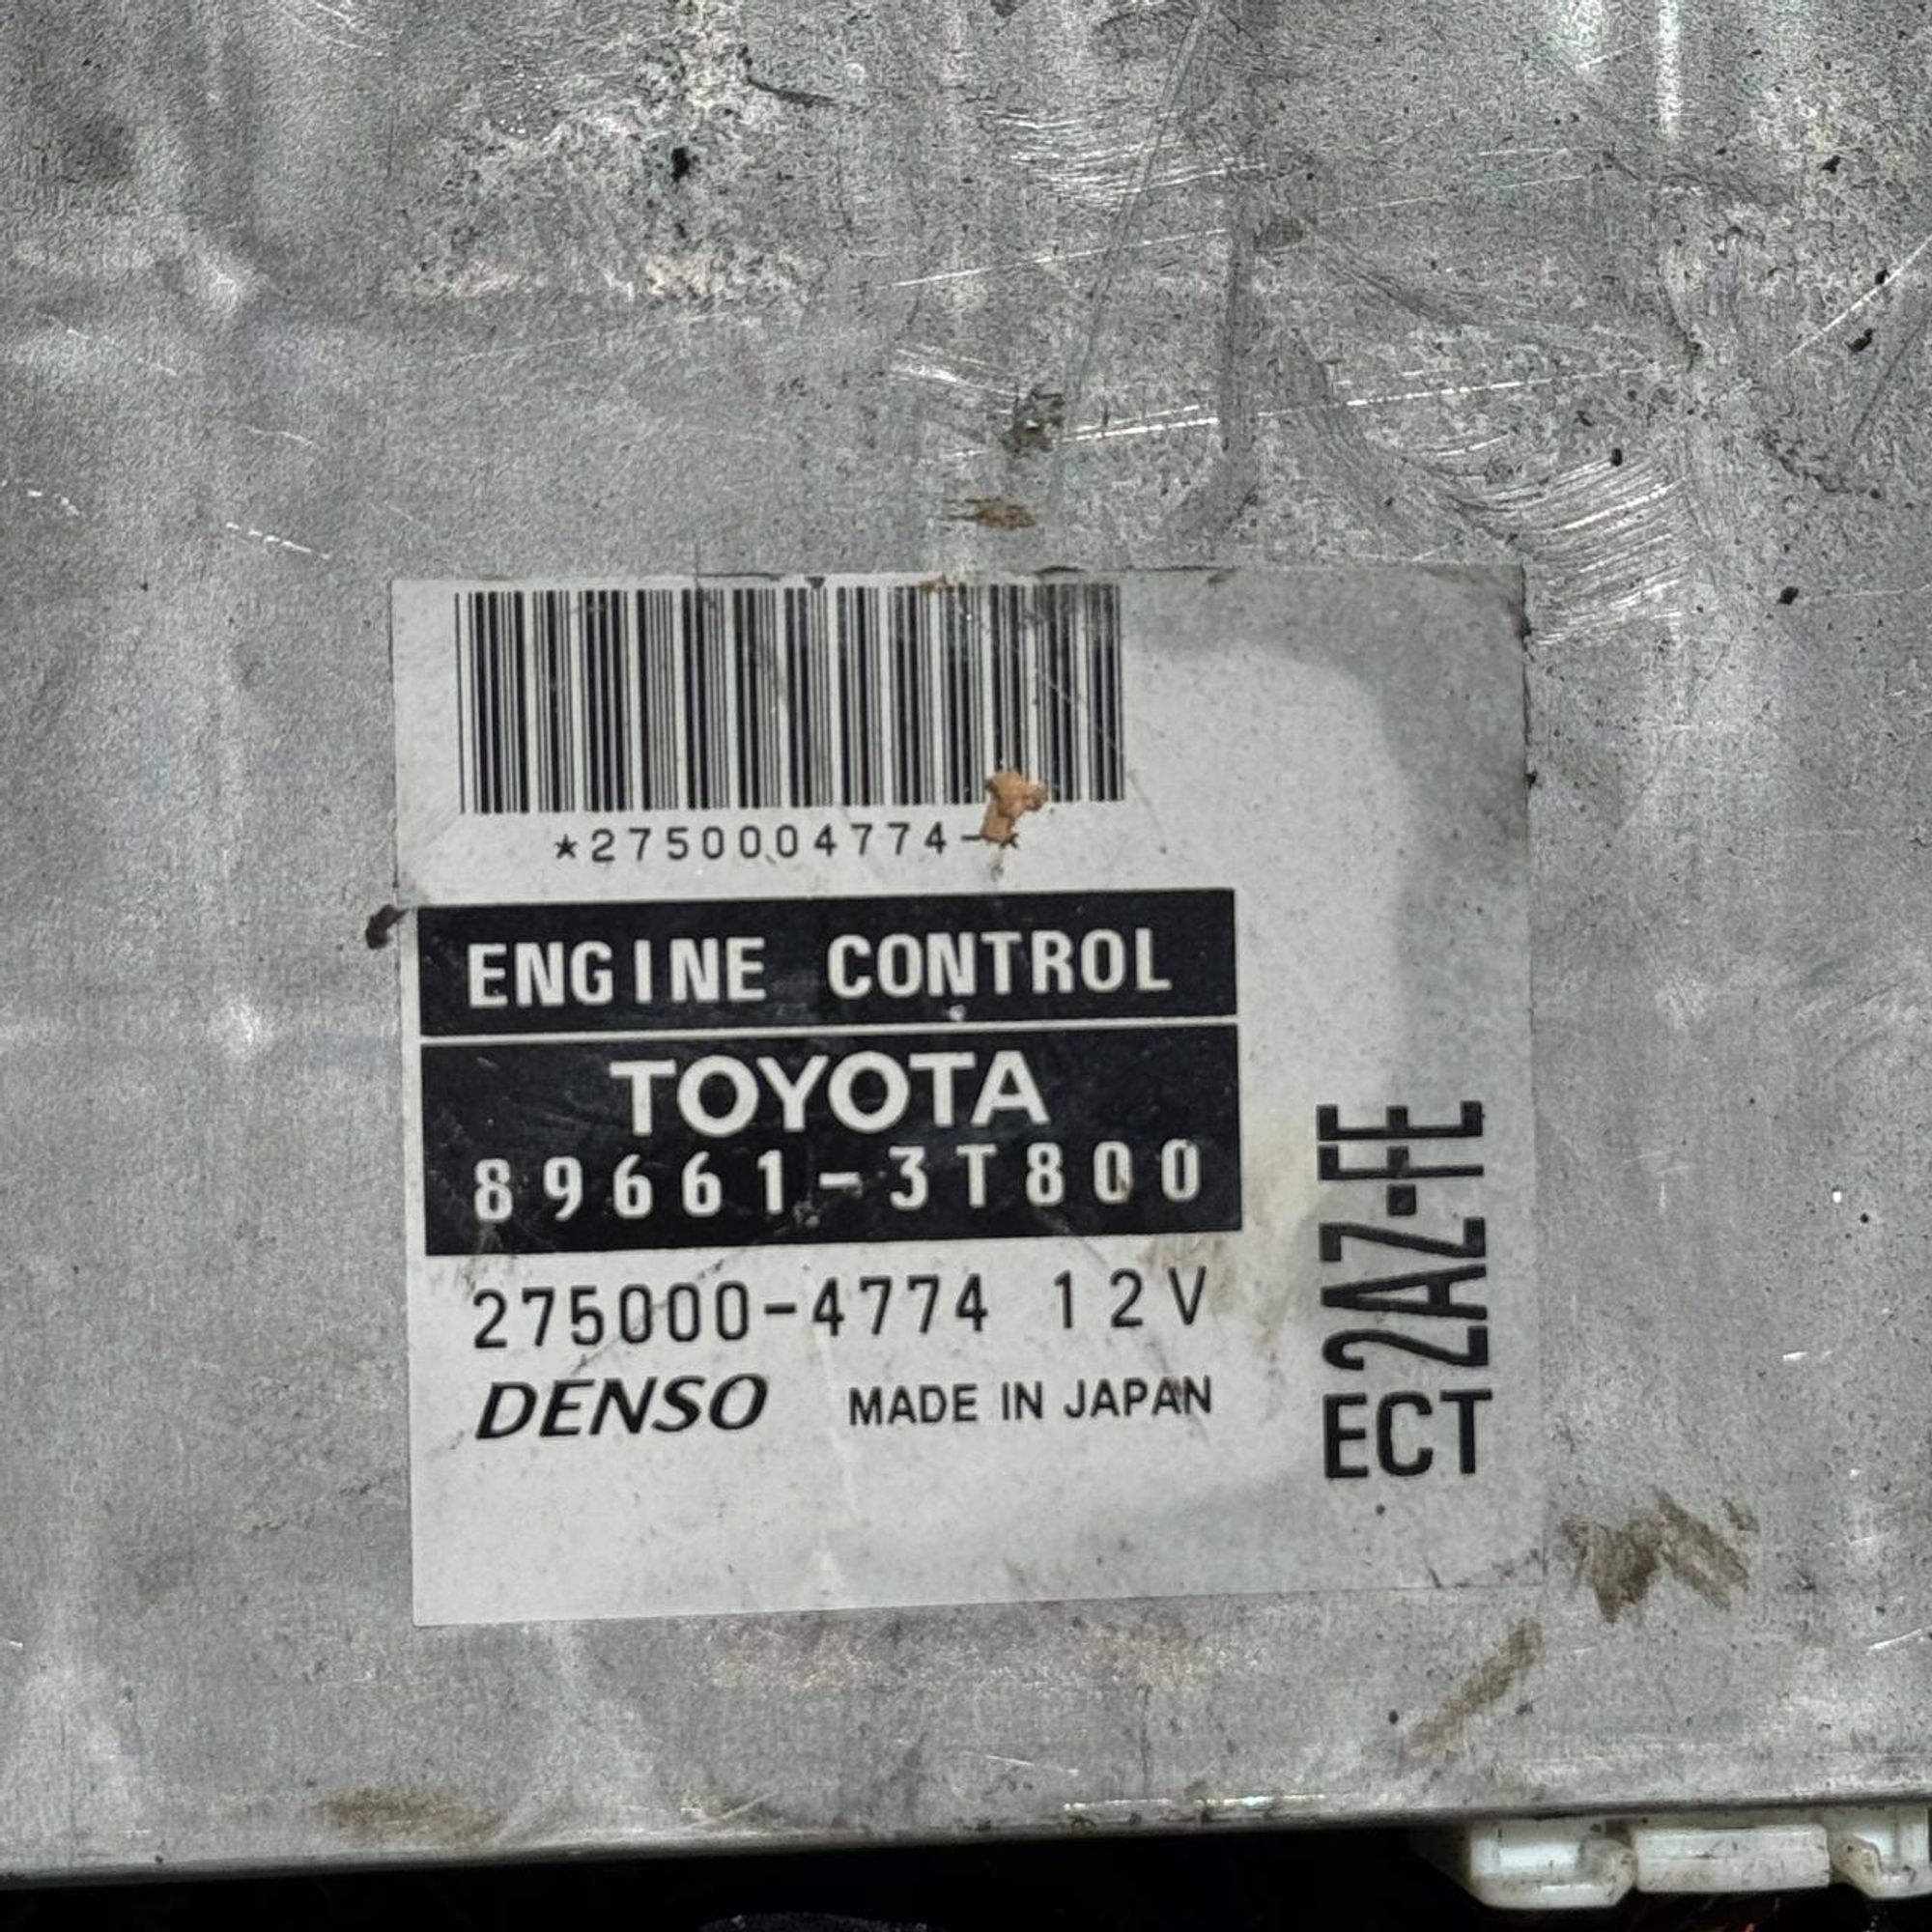 *2750004774-*
ENGINE CONTROL
TOYOTA
89661-3T800
275000-4774 12V
DENSO MADE IN JAPAN
2AZ-FE
ECT